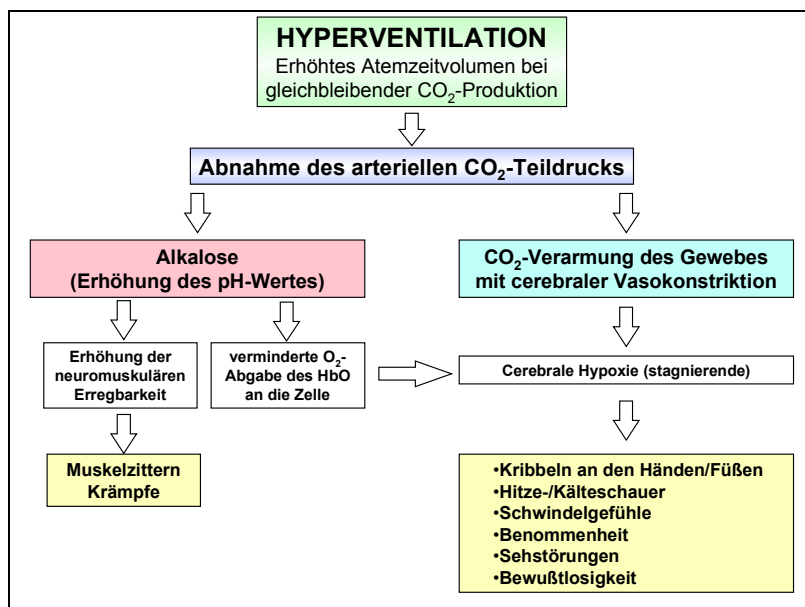 HYPERVENTILATION
Erhöhtes Atemzeitvolumen bei
gleichbleibender CO₂-Produktion
Abnahme des arteriellen CO₂-Teildrucks
Alkalose
(Erhöhung des pH-Wertes)
CO₂-Verarmung des Gewebes
mit cerebraler Vasokonstriktion
Erhöhung der
neuromuskulären
Erregbarkeit
verminderte O₂-
Abgabe des HbO
an die Zelle
Cerebrale Hypoxie (stagnierende)
Muskelzittern
Krämpfe
•Kribbeln an den Händen/Füßen
•Hitze-/Kälteschauer
•Schwindelgefühle
•Benommenheit
•Sehstörungen
•Bewußtlosigkeit